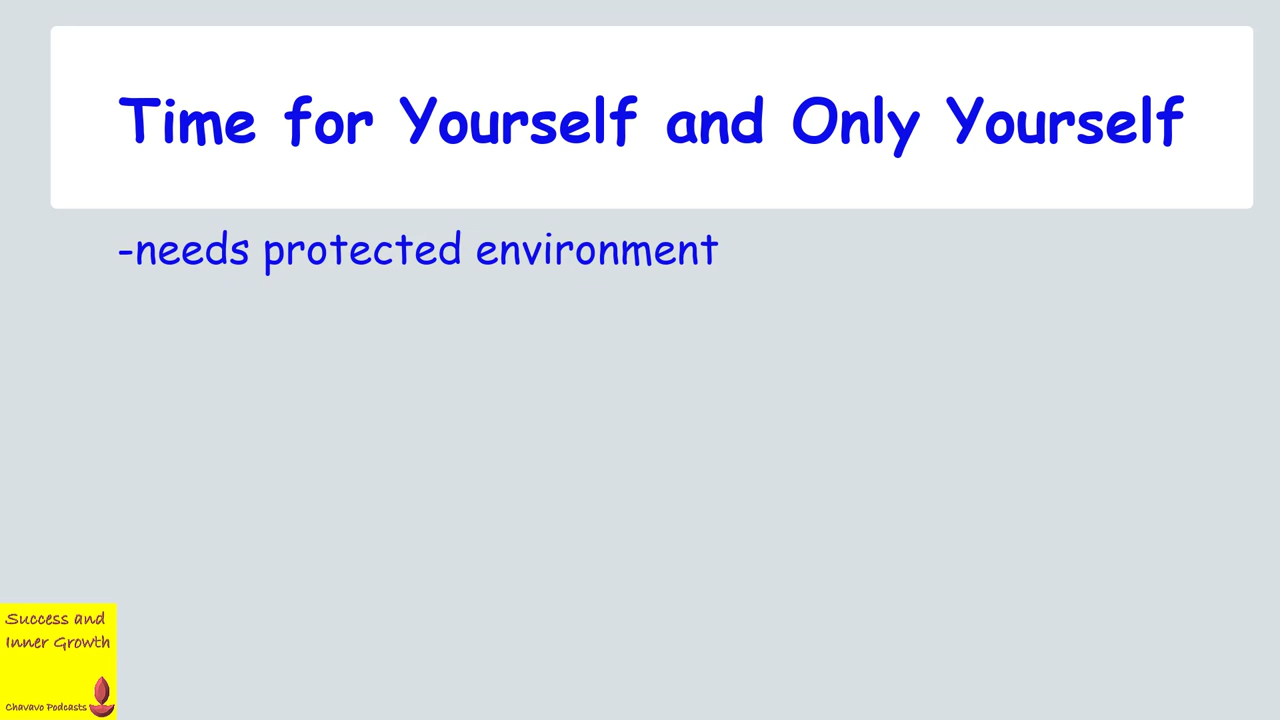 Time for Yourself and Only Yourself
-needs protected environment
Success and
Inner Growth
Chavavo Podcasts